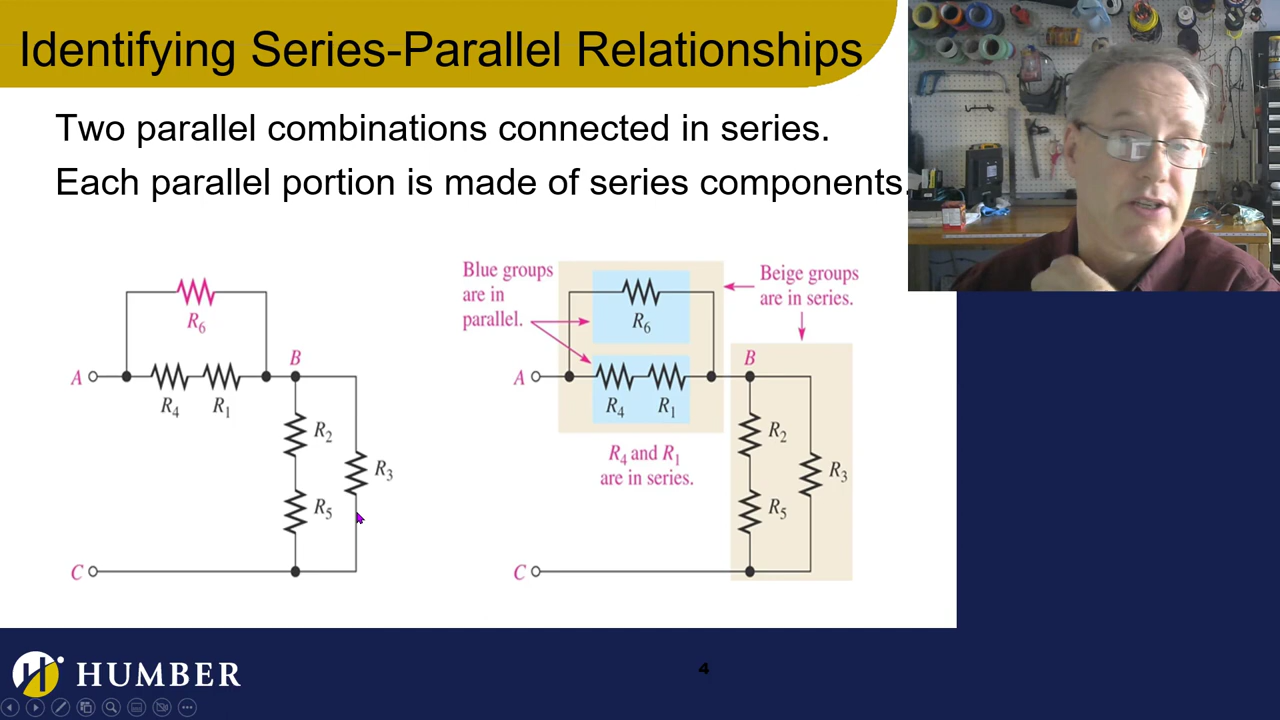 Identifying Series-Parallel Relationships
Two parallel combinations connected in series.
Each parallel portion is made of series components.
R6
A
B
R4
R1
R2
R3
R5
C
Blue groups
are in
parallel.
Beige groups
are in series.
R6
A
B
R4
R1
R2
R4 and R1
are in series.
R3
R5
C
HUMBER
4